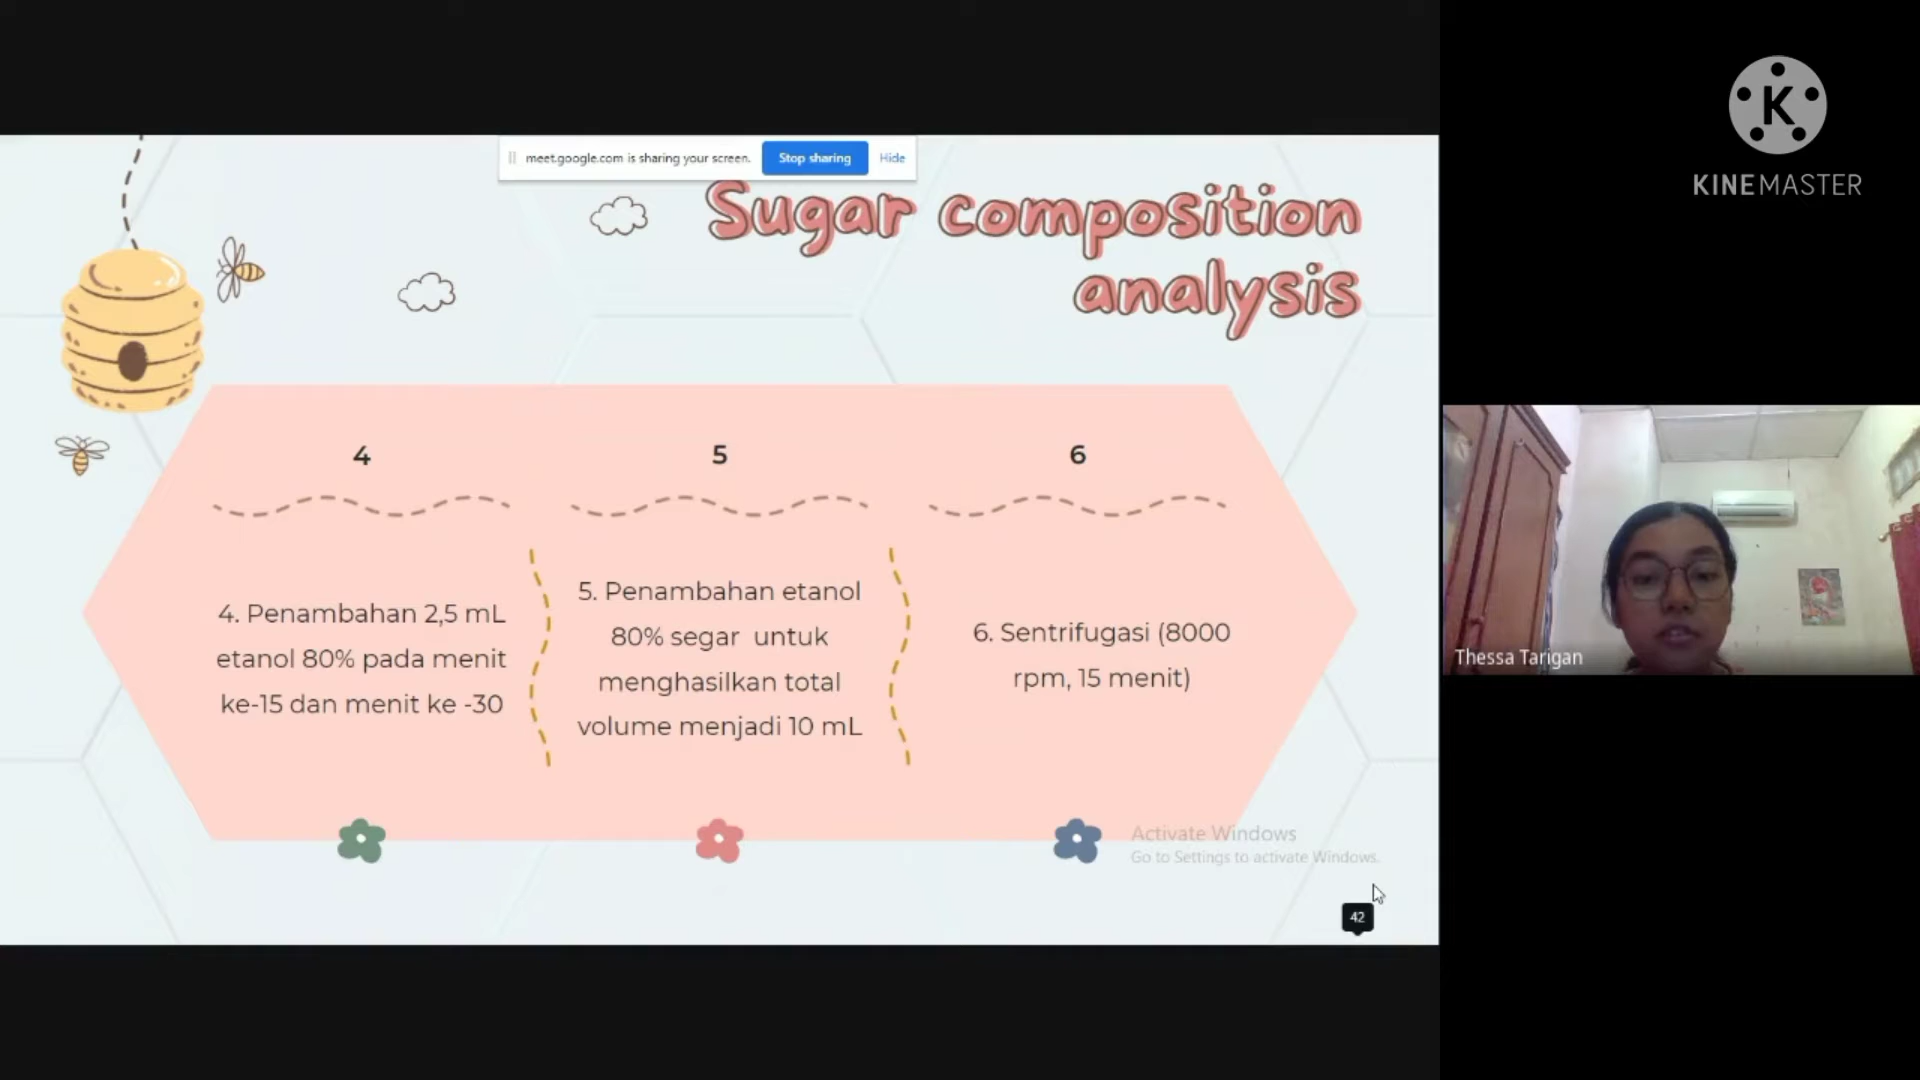 meet.google.com is sharing your screen.
Stop sharing
Hide
Sugar composition
analysis
4
5
6
4. Penambahan 2,5 mL
etanol 80% pada menit
ke-15 dan menit ke -30
5. Penambahan etanol
80% segar untuk
menghasilkan total
volume menjadi 10 mL
6. Sentrifugasi (8000
rpm, 15 menit)
Activate Windows
Go to Settings to activate Windows.
42
K
KINEMASTER
Thessa Tarigan